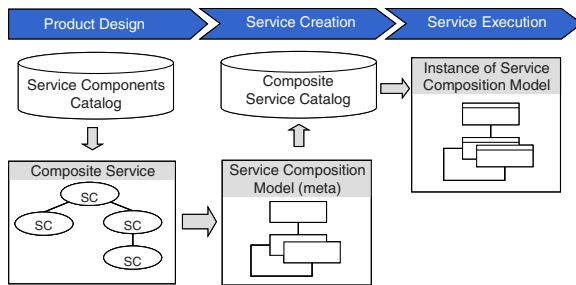 Product Design
Service Creation
Service Execution
Service Components
Catalog
Composite
Service Catalog
Instance of Service
Composition Model
Composite Service
SC
SC
SC
SC
Service Composition
Model (meta)